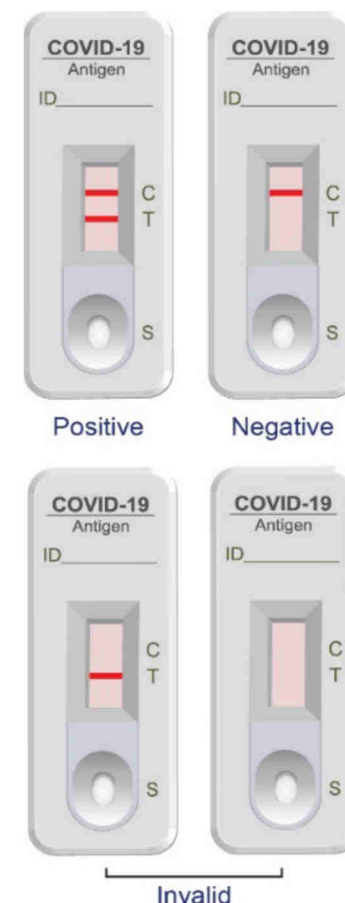 COVID-19
Antigen
ID
C
T
S
Positive
COVID-19
Antigen
ID
C
T
S
Negative
COVID-19
Antigen
ID
C
T
S
COVID-19
Antigen
ID
C
T
S
Invalid